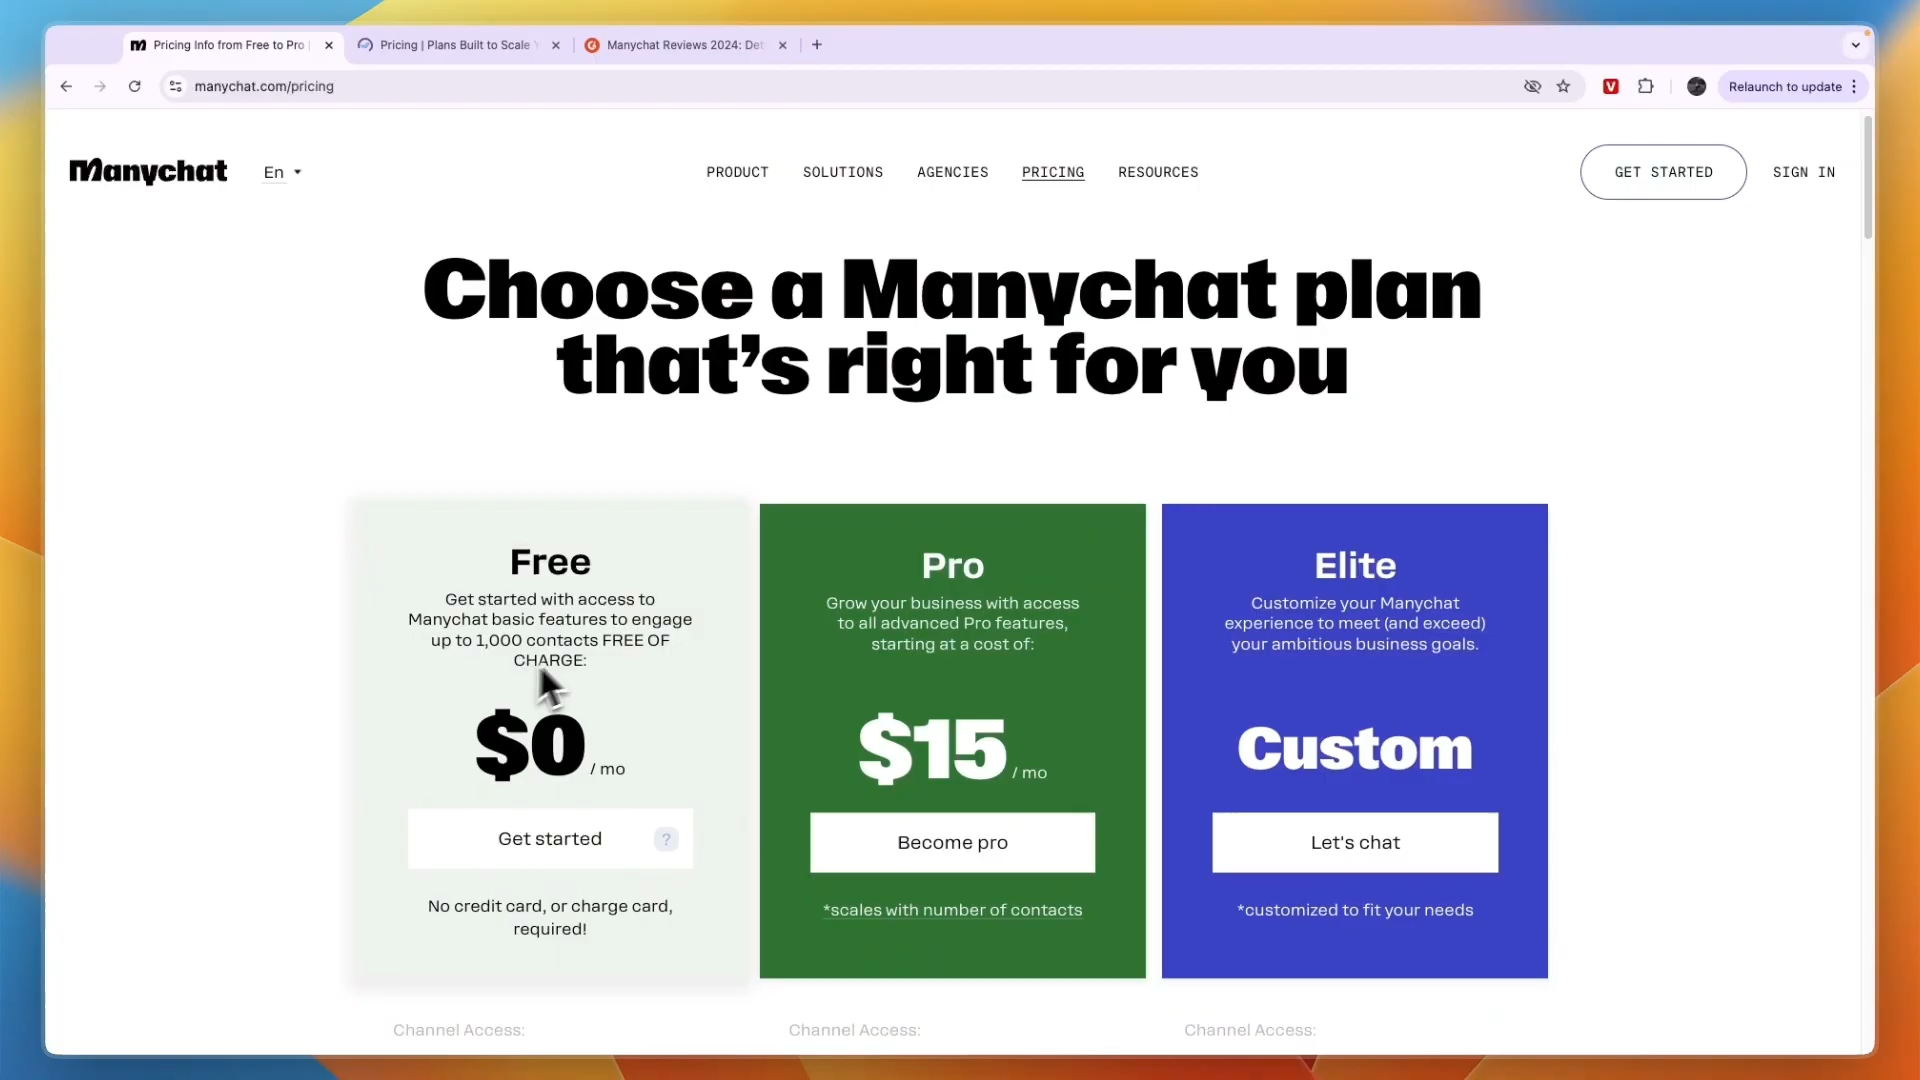 Pricing Info from Free to Pro |
Pricing | Plans Built to Scale
Manychat Reviews 2024: Det
manychat.com/pricing
Relaunch to update
Manychat
En
PRODUCT
SOLUTIONS
AGENCIES
PRICING
RESOURCES
GET STARTED
SIGN IN
Choose a Manychat plan
that’s right for you
Free
Get started with access to
Manychat basic features to engage
up to 1,000 contacts FREE OF
CHARGE:
$0 / mo
Get started
?
No credit card, or charge card,
required!
Pro
Grow your business with access
to all advanced Pro features,
starting at a cost of:
$15 / mo
Become pro
*scales with number of contacts
Elite
Customize your Manychat
experience to meet (and exceed)
your ambitious business goals.
Custom
Let's chat
*customized to fit your needs
Channel Access:
Channel Access:
Channel Access: